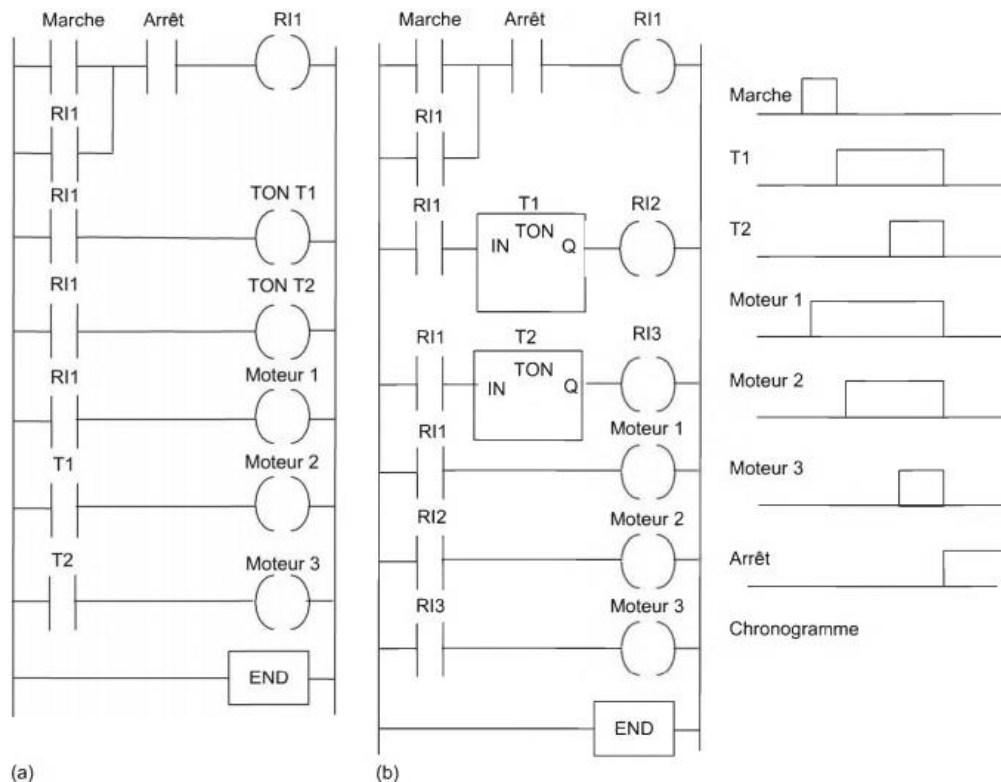 Marche Arrêt RI1
RI1
RI1 TON T1
RI1 TON T2
RI1 Moteur 1
T1 Moteur 2
T2 Moteur 3
END
(a)
Marche Arrêt RI1
RI1
RI1 T1 RI2
TON
IN Q
RI1 T2 RI3
TON
IN Q
RI1 Moteur 1
RI2 Moteur 2
RI3 Moteur 3
END
(b)
Marche
T1
T2
Moteur 1
Moteur 2
Moteur 3
Arrêt
Chronogramme